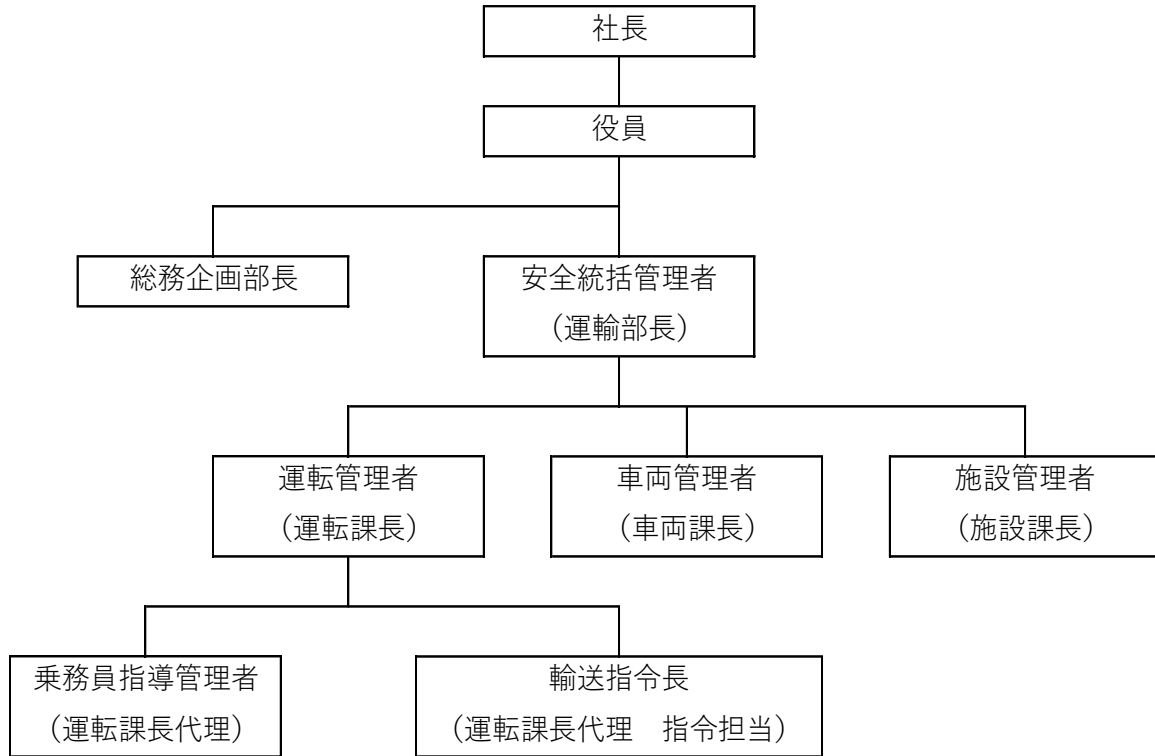 社長
役員
総務企画部長
安全統括管理者
（運輸部長）
運転管理者
（運転課長）
車両管理者
（車両課長）
施設管理者
（施設課長）
乗務員指導管理者
（運転課長代理）
輸送指令長
（運転課長代理　指令担当）